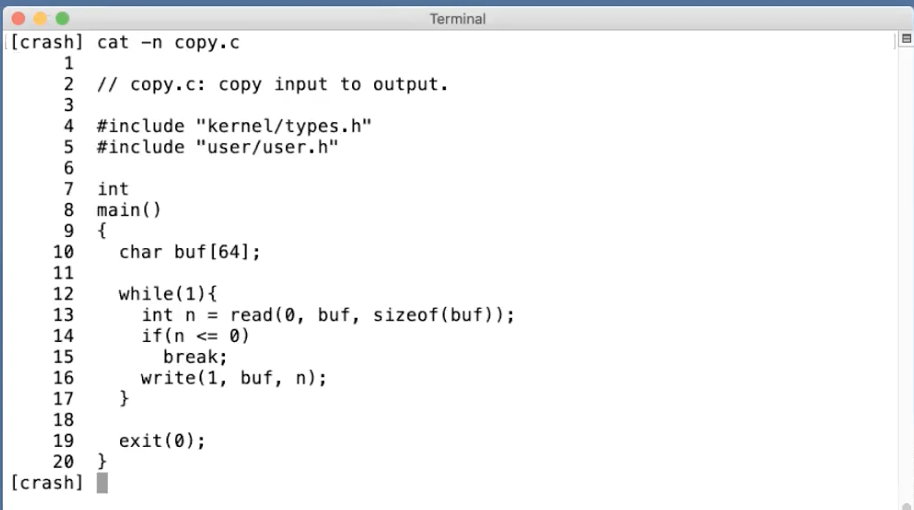 Terminal
[crash] cat -n copy.c
     1
     2  // copy.c: copy input to output.
     3
     4  #include "kernel/types.h"
     5  #include "user/user.h"
     6
     7  int
     8  main()
     9  {
    10    char buf[64];
    11
    12    while(1){
    13      int n = read(0, buf, sizeof(buf));
    14      if(n <= 0)
    15        break;
    16      write(1, buf, n);
    17    }
    18
    19    exit(0);
    20  }
[crash]